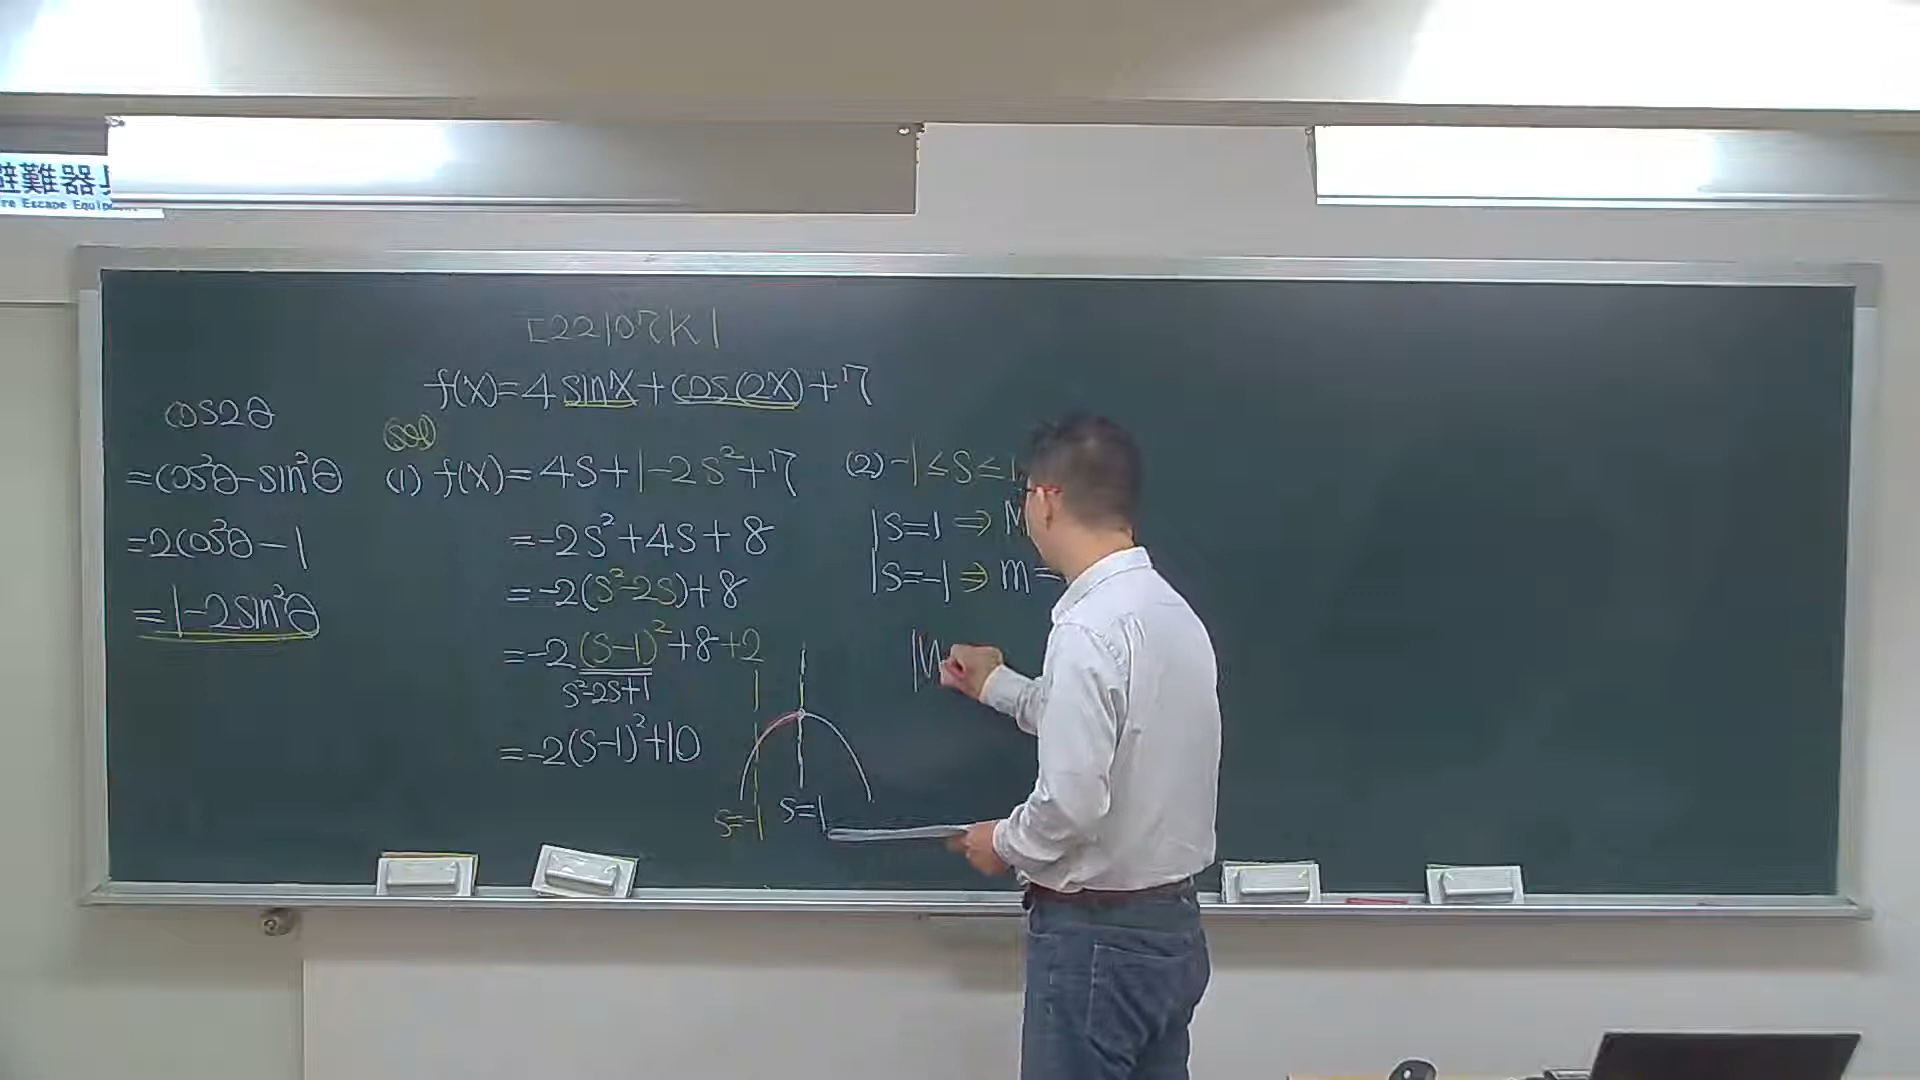 避難器具
re Escape Equipment
[22107K]
f(x)=4sinx+cos(2x)+7
cos2θ
=cos²θ-sin²θ
=2cos²θ-1
=1-2sin²θ
(sol)
(1) f(x)=4s+1-2s²+7
=-2s²+4s+8
=-2(s²-2s)+8
=-2(s-1)²+8+2
s²-2s+1
=-2(s-1)²+10
s=-1
s=1
(2) -1≤s≤1
s=1⇒M
s=-1⇒m=